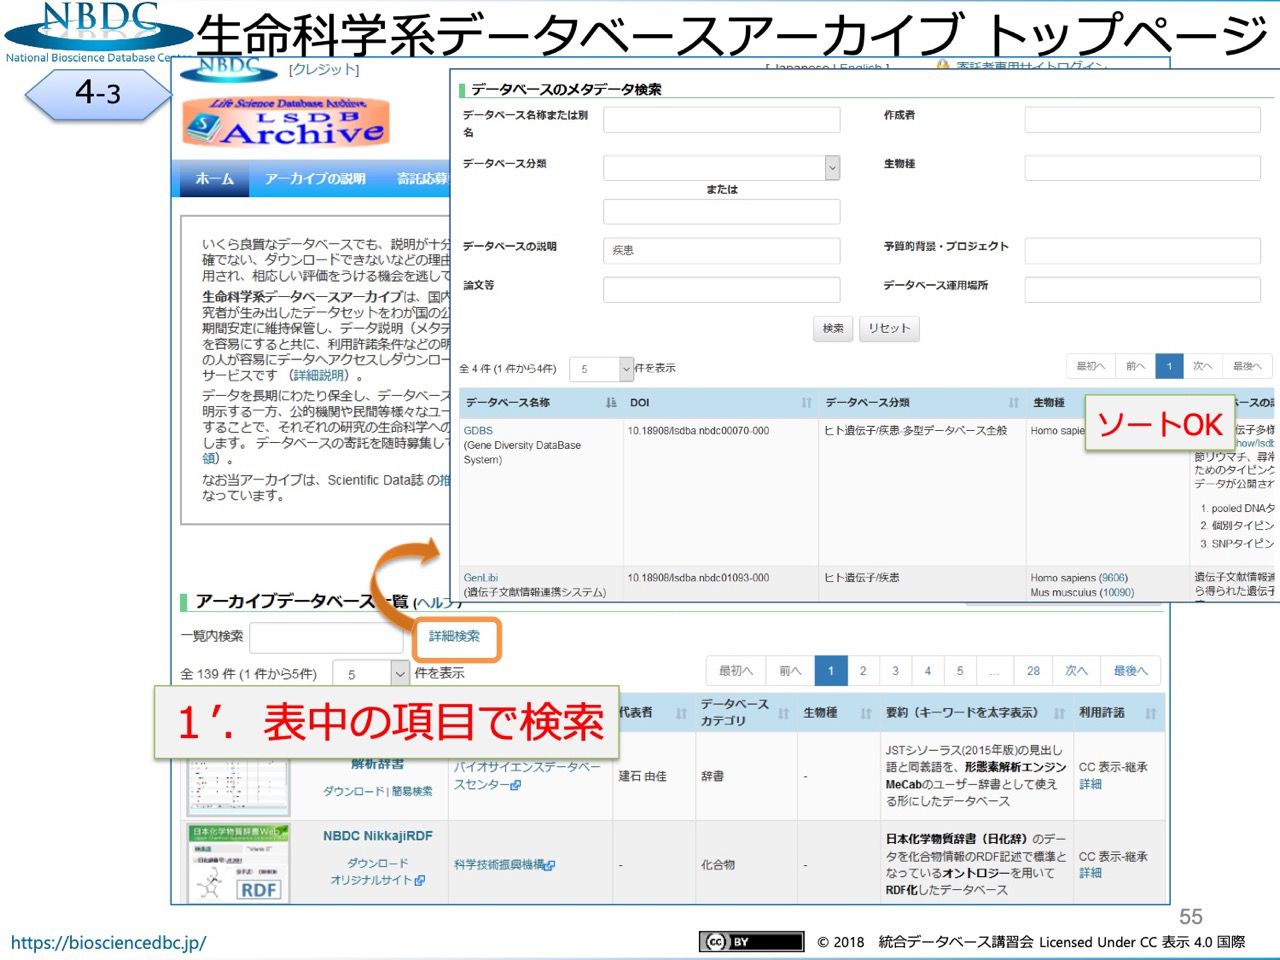 NBDC
National Bioscience Database Cente
生命科学系データベースアーカイブ トップページ
4-3
NBDC
[クレジット]
[ Japanese | English ]
寄託者専用サイトログイン
Life Science Database Archive
LSDB
Archive
ホーム
アーカイブの説明
寄託応募
いくら良質なデータベースでも、説明が十分
確でない、ダウンロードできないなどの理由
用され、相応しい評価をうける機会を逃して
生命科学系データベースアーカイブは、国内
究者が生み出したデータセットをわが国の公
期間安定に維持保管し、データ説明（メタデ
を容易にすると共に、利用許諾条件などの明
の人が容易にデータへアクセスしダウンロー
サービスです （詳細説明）。
データを長期にわたり保全し、データベース
明示する一方、公的機関や民間等様々なユー
することで、それぞれの研究の生命科学への
します。 データベースの寄託を随時募集して
領）。
なお当アーカイブは、Scientific Data誌 の推
なっています。
データベースのメタデータ検索
データベース名称または別
名
作成者
データベース分類
生物種
または
データベースの説明
疾患
予算的背景・プロジェクト
論文等
データベース運用場所
検索
リセット
全 4 件 (1 件から4件)
5
件を表示
最初へ
前へ
1
次へ
最後へ
データベース名称
DOI
データベース分類
生物種
ベースの説
ソートOK
GDBS
(Gene Diversity DataBase
System)
10.18908/lsdba.nbdc00070-000
ヒト遺伝子/疾患-多型データベース全般
Homo sapie
伝子多様
how/lsdb
節リウマチ、尋常
ためのタイピング
データが公開され
1. pooled DNAタ
2. 個別タイピン
3. SNPタイピン
GenLibi
(遺伝子文献情報連携システム)
10.18908/lsdba.nbdc01093-000
ヒト遺伝子/疾患
Homo sapiens (9606)
Mus musculus (10090)
遺伝子文献情報連
ら得られた遺伝子
アーカイブデータベース一覧 (ヘルプ)
一覧内検索
詳細検索
全 139 件 (1 件から5件)
5
件を表示
最初へ
前へ
1
2
3
4
5
...
28
次へ
最後へ
1′．表中の項目で検索
代表者
データベース
カテゴリ
生物種
要約（キーワードを太字表示）
利用許諾
解析辞書
ダウンロード | 簡易検索
バイオサイエンスデータベー
スセンター
建石 由佳
辞書
-
JSTシソーラス(2015年版)の見出し
語と同義語を、形態素解析エンジン
MeCabのユーザー辞書として使え
る形にしたデータベース
CC 表示-継承
詳細
日本化学物質辞書Web
RDF
NBDC NikkajiRDF
ダウンロード
オリジナルサイト
科学技術振興機構
-
化合物
-
日本化学物質辞書（日化辞）のデー
タを化合物情報のRDF記述で標準と
なっているオントロジーを用いて
RDF化したデータベース
CC 表示-継承
詳細
55
https://biosciencedbc.jp/
cc BY
© 2018 統合データベース講習会 Licensed Under CC 表示 4.0 国際